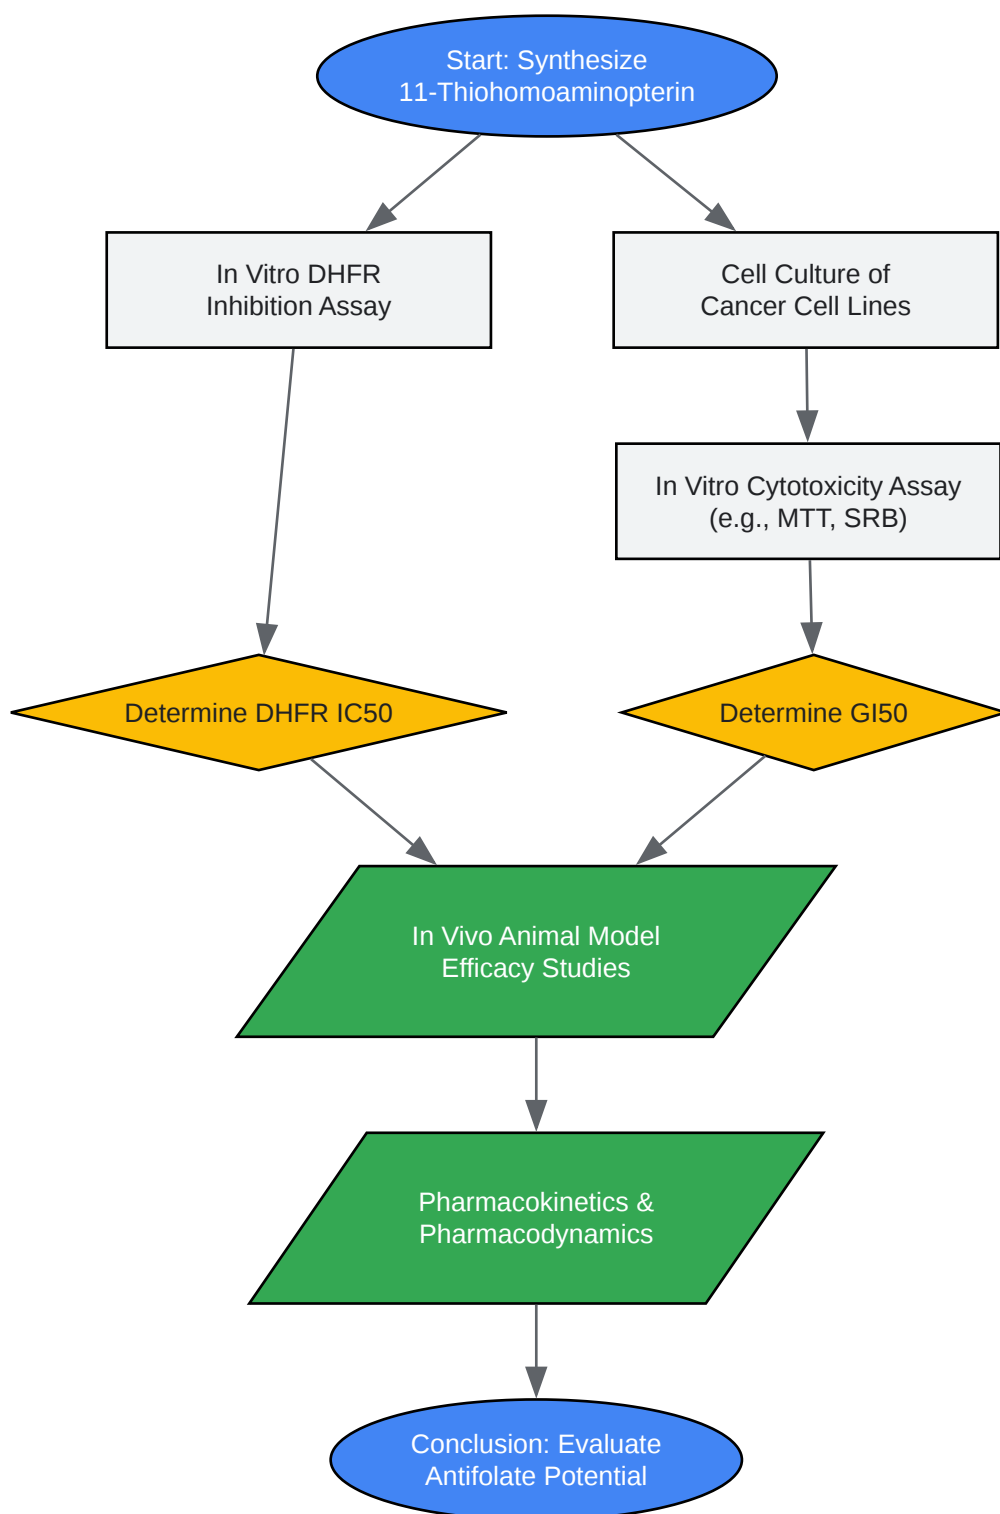 Start: Synthesize
11-Thiohomoaminopterin
In Vitro DHFR
Inhibition Assay
Cell Culture of
Cancer Cell Lines
In Vitro Cytotoxicity Assay
(e.g., MTT, SRB)
Determine DHFR IC50
Determine GI50
In Vivo Animal Model
Efficacy Studies
Pharmacokinetics &
Pharmacodynamics
Conclusion: Evaluate
Antifolate Potential